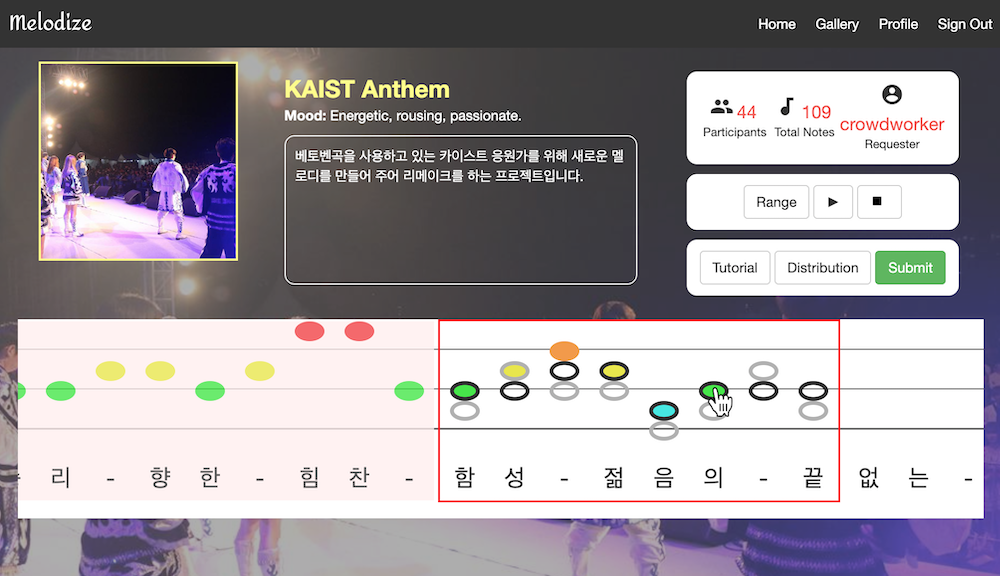 Melodize
Home Gallery Profile Sign Out
KAIST Anthem
Mood: Energetic, rousing, passionate.
베토벤곡을 사용하고 있는 카이스트 응원가를 위해 새로운 멜
로디를 만들어 주어 리메이크를 하는 프로젝트입니다.
44
Participants
109
Total Notes
crowdworker
Requester
Range
Tutorial Distribution Submit
리 - 향 한 - 힘 찬 - 함 성 - 젊 음 의 - 끝 없 는 -